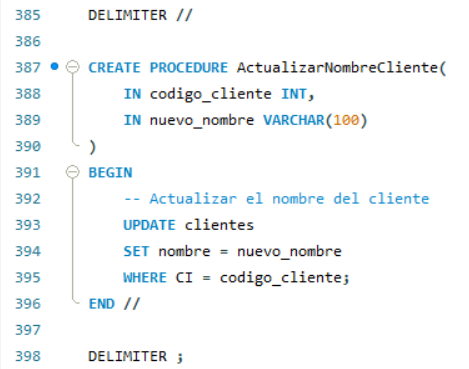 385 DELIMITER //
386
387 CREATE PROCEDURE ActualizarNombreCliente(
388 IN codigo_cliente INT,
389 IN nuevo_nombre VARCHAR(100)
390 )
391 BEGIN
392 -- Actualizar el nombre del cliente
393 UPDATE clientes
394 SET nombre = nuevo_nombre
395 WHERE CI = codigo_cliente;
396 END //
397
398 DELIMITER ;